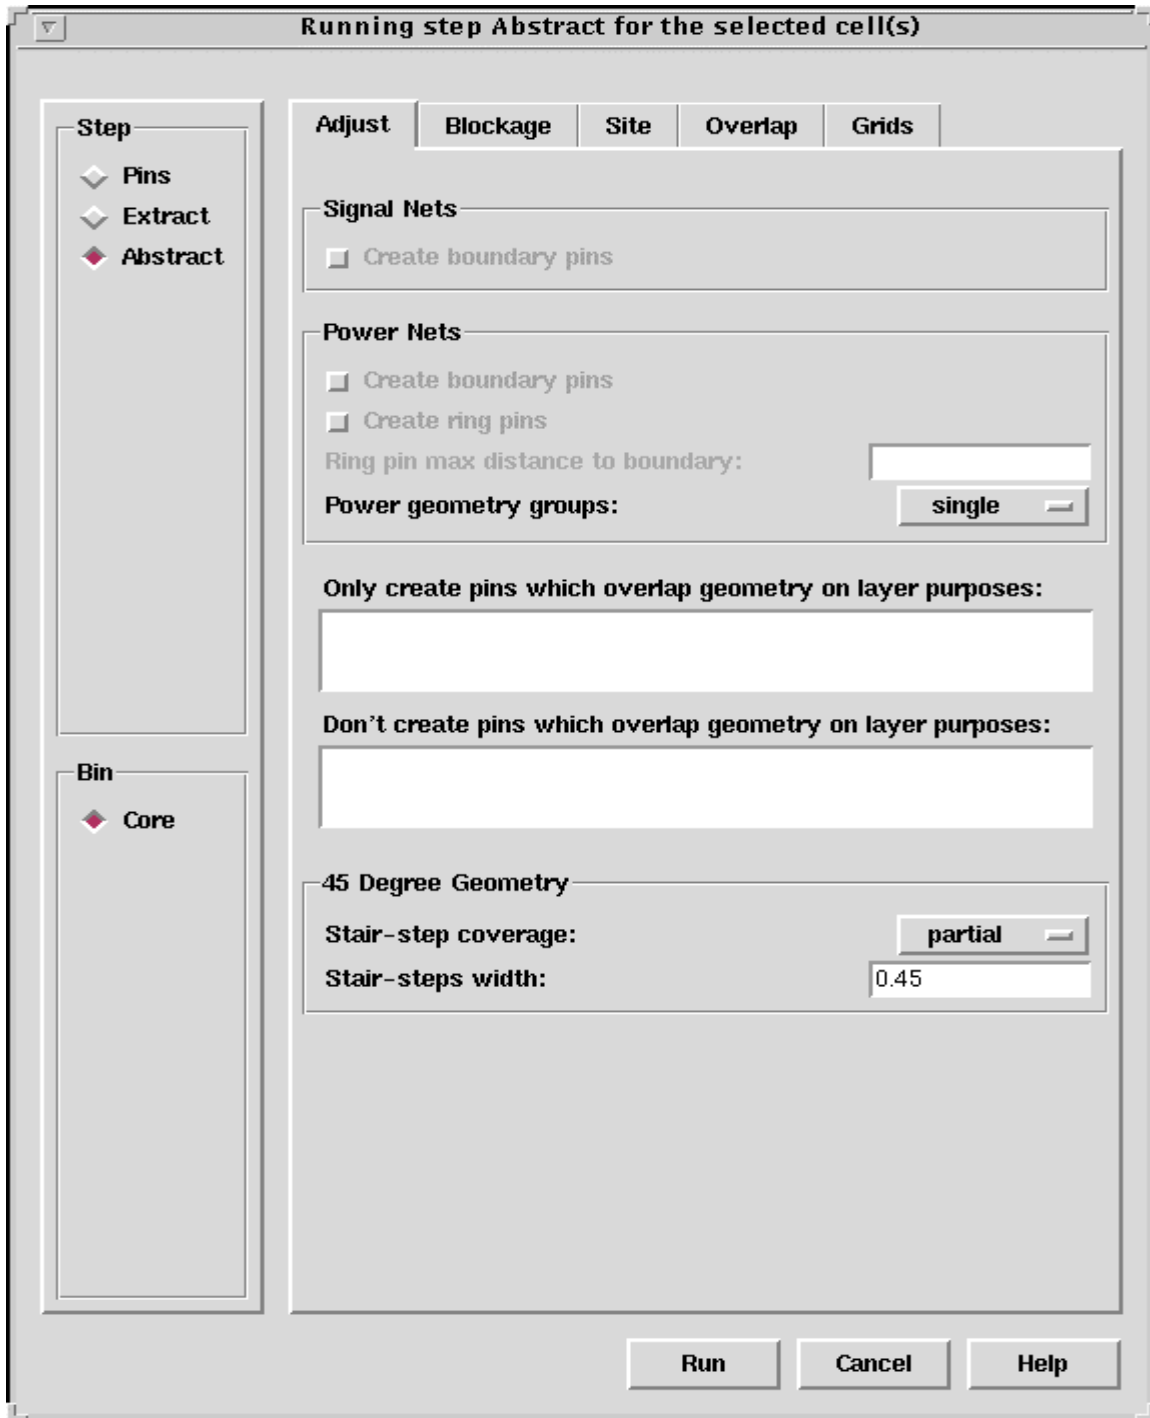 Running step Abstract for the selected cell(s)
Step
Pins
Extract
Abstract
Bin
Core
Adjust Blockage Site Overlap Grids
Signal Nets
Create boundary pins
Power Nets
Create boundary pins
Create ring pins
Ring pin max distance to boundary:
Power geometry groups: single
Only create pins which overlap geometry on layer purposes:
Don't create pins which overlap geometry on layer purposes:
45 Degree Geometry
Stair-step coverage: partial
Stair-steps width: 0.45
Run Cancel Help